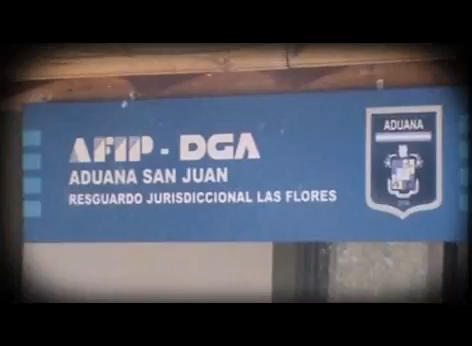 AFIP - DGA
ADUANA SAN JUAN
RESGUARDO JURISDICCIONAL LAS FLORES
ADUANA